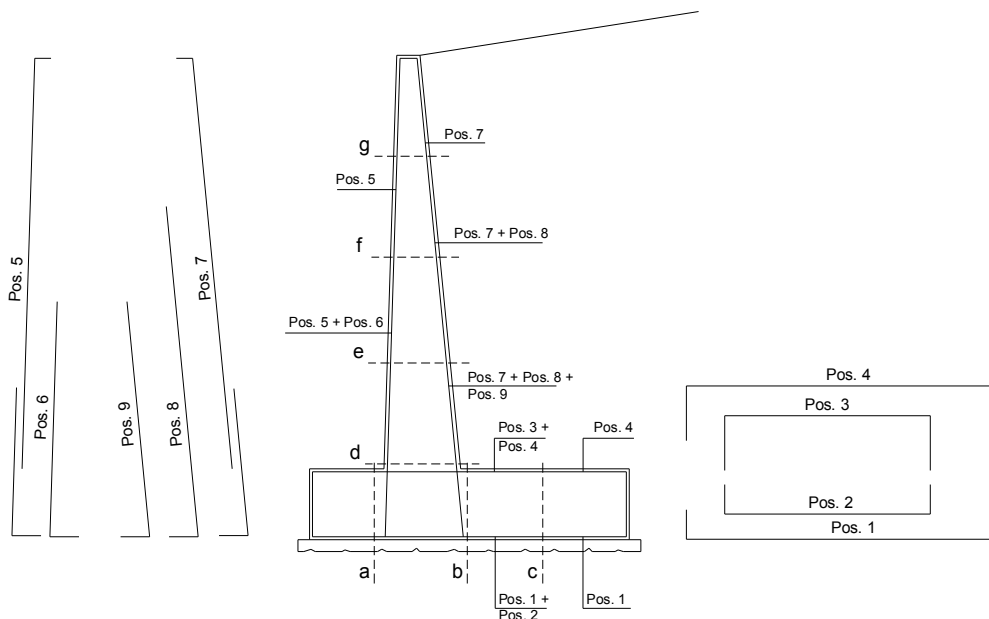 Pos. 5
Pos. 6
Pos. 9
Pos. 8
Pos. 7
g
Pos. 7
Pos. 5
f
Pos. 7 + Pos. 8
Pos. 5 + Pos. 6
e
Pos. 7 + Pos. 8 +
Pos. 9
d
Pos. 3 +
Pos. 4
Pos. 4
a
b
c
Pos. 1 +
Pos. 2
Pos. 1
Pos. 4
Pos. 3
Pos. 2
Pos. 1